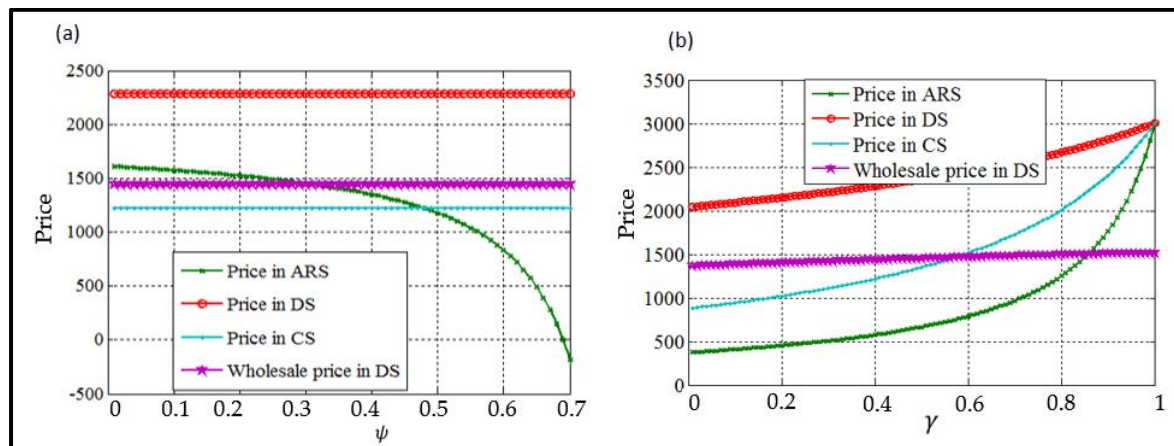 (a)
2500
2000
1500
1000
500
0
-500
Price
Price in ARS
Price in DS
Price in CS
Wholesale price in DS
0 0.1 0.2 0.3 0.4 0.5 0.6 0.7
ψ
(b)
3500
3000
2500
2000
1500
1000
500
0
Price
Price in ARS
Price in DS
Price in CS
Wholesale price in DS
0 0.2 0.4 0.6 0.8 1
γ